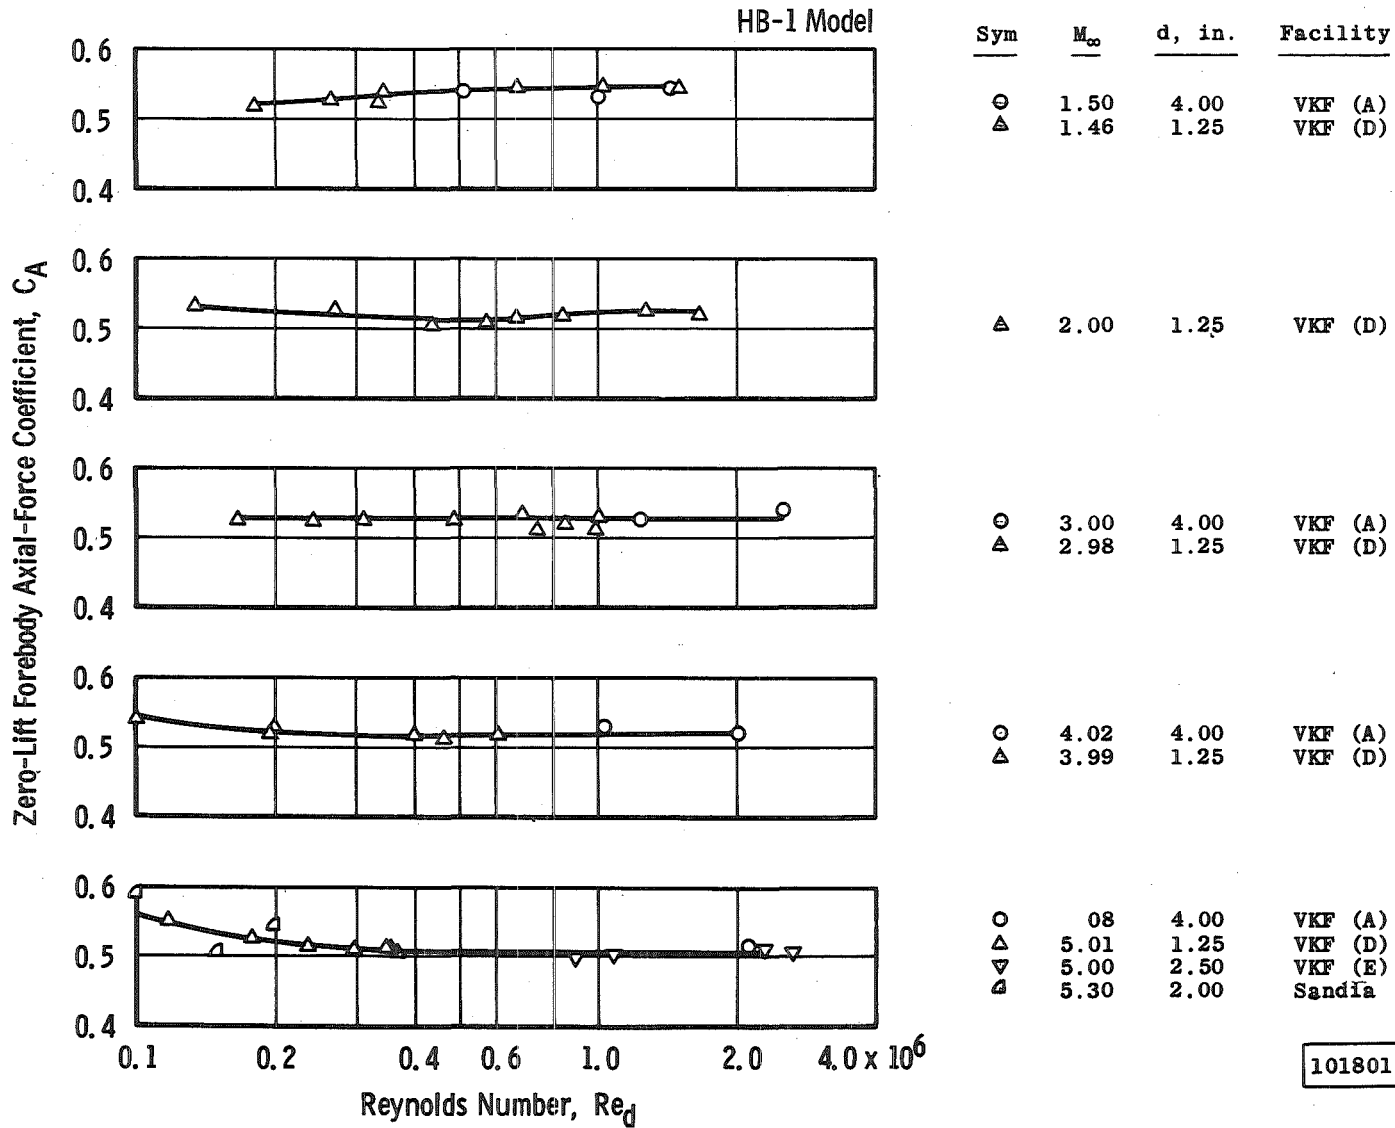 HB-1 Model
Sym M∞ d, in. Facility
0.6
0.5
0.4
1.50 4.00 VKF (A)
1.46 1.25 VKF (D)
0.6
0.5
0.4
2.00 1.25 VKF (D)
0.6
0.5
0.4
3.00 4.00 VKF (A)
2.98 1.25 VKF (D)
0.6
0.5
0.4
4.02 4.00 VKF (A)
3.99 1.25 VKF (D)
0.6
0.5
0.4
08 4.00 VKF (A)
5.01 1.25 VKF (D)
5.00 2.50 VKF (E)
5.30 2.00 Sandia
Zero-Lift Forebody Axial-Force Coefficient, CA
0.1 0.2 0.4 0.6 1.0 2.0 4.0 x 10⁶
Reynolds Number, Red
101801